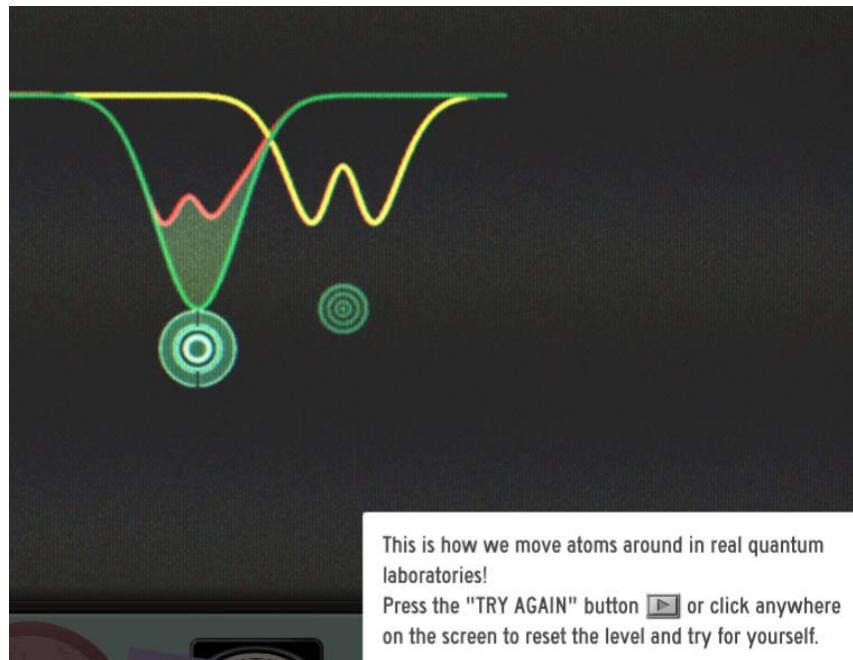 This is how we move atoms around in real quantum
laboratories!
Press the "TRY AGAIN" button or click anywhere
on the screen to reset the level and try for yourself.